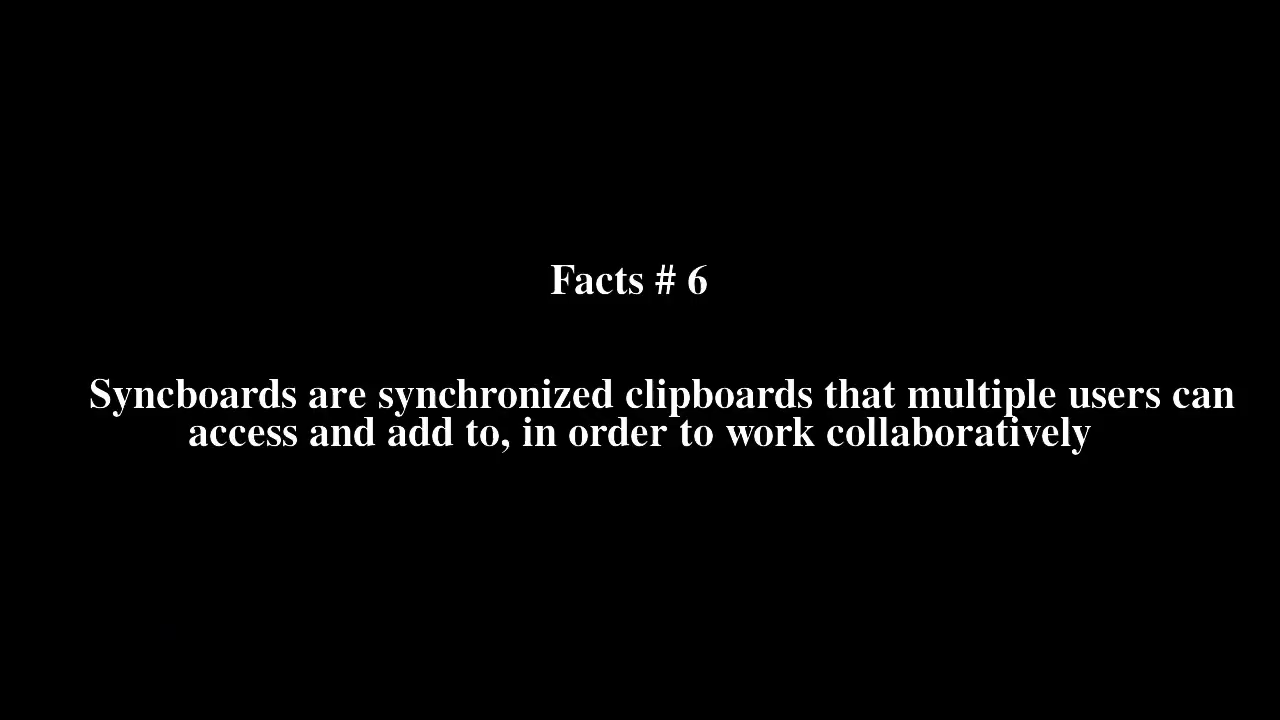 Facts # 6
Syncboards are synchronized clipboards that multiple users can
access and add to, in order to work collaboratively